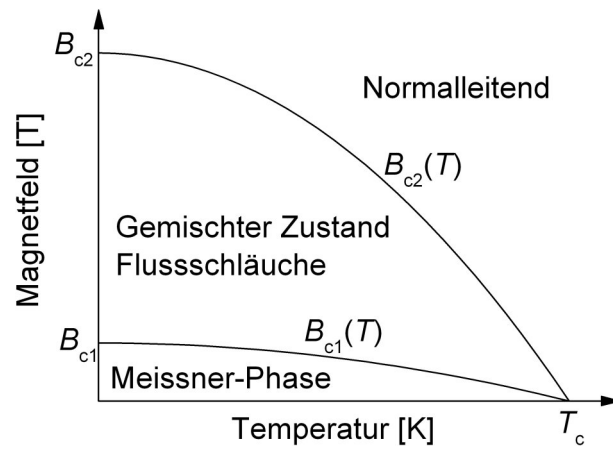 B_c2
Normalleitend
Magnetfeld [T]
B_c2(T)
Gemischter Zustand
Flussschläuche
B_c1
B_c1(T)
Meissner-Phase
Temperatur [K]
T_c